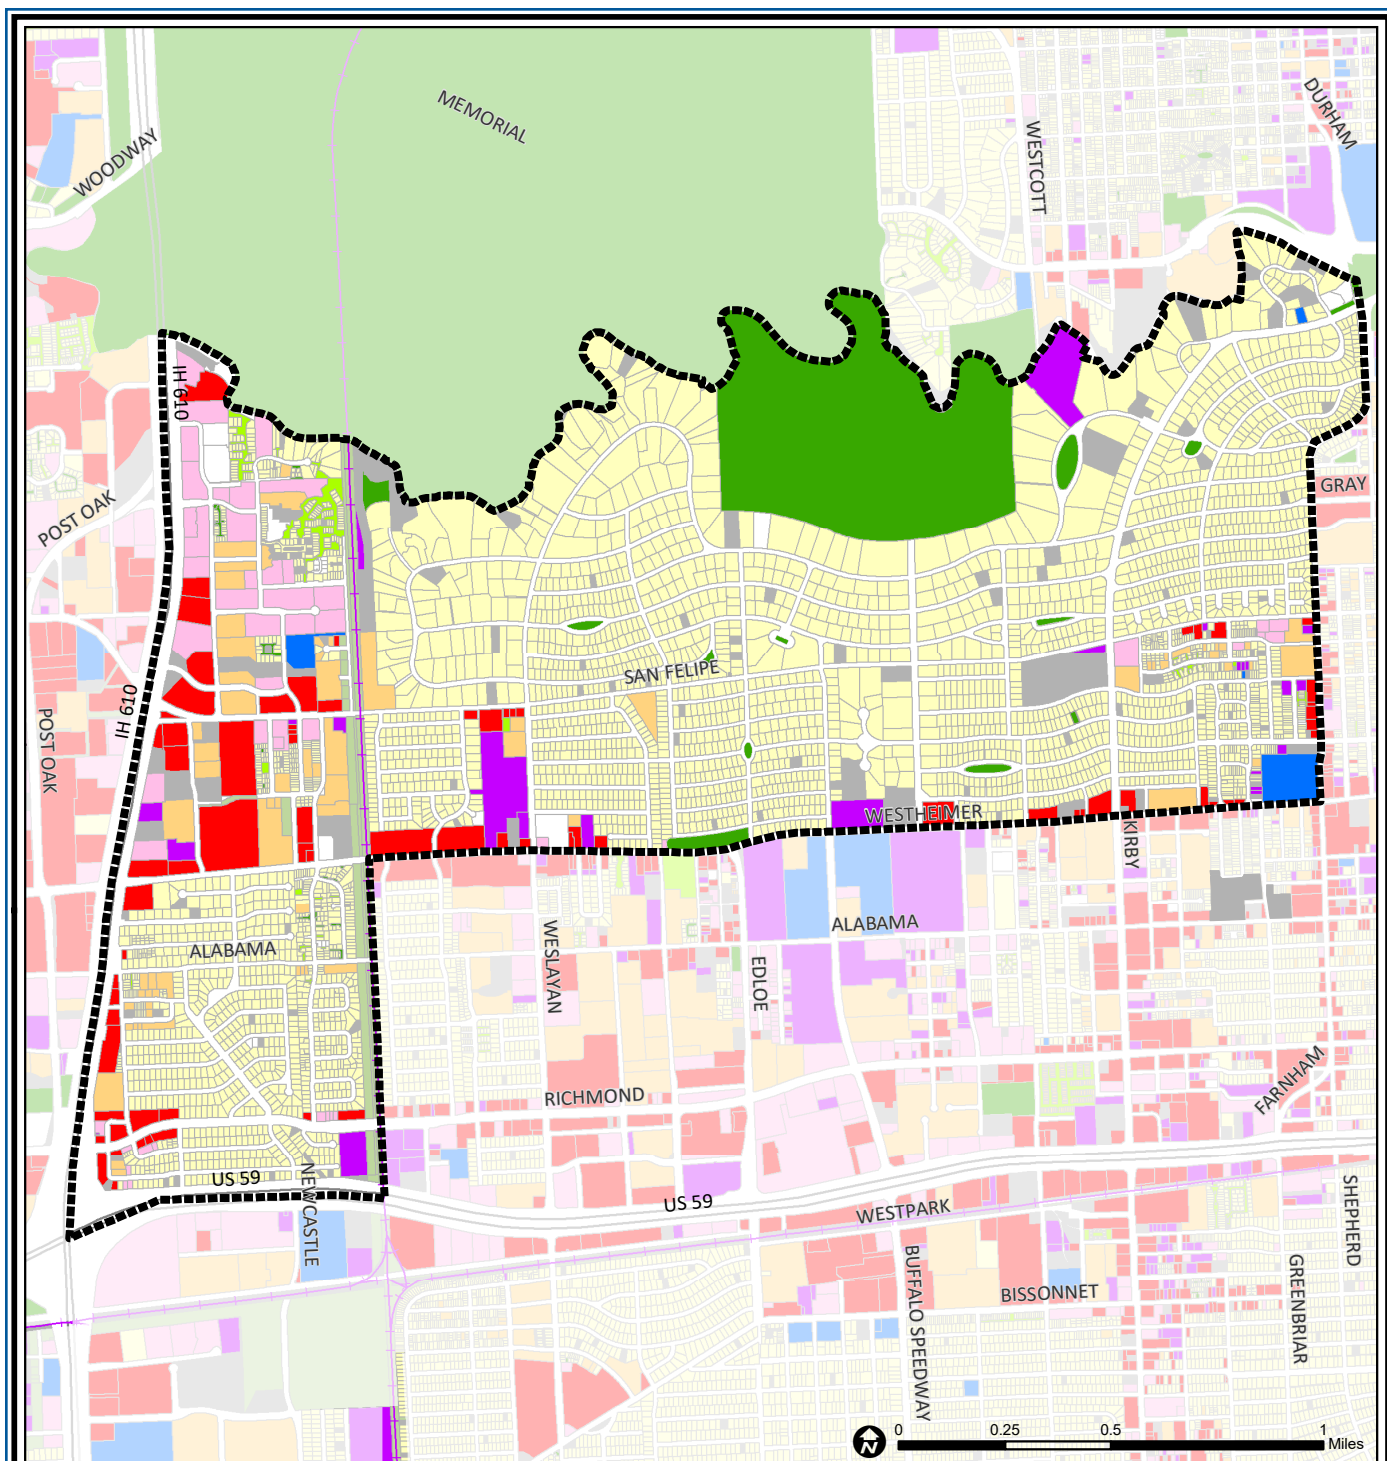 MEMORIAL
DURHAM
WESTCOTT
WOODWAY
IH 610
GRAY
POST OAK
SAN FELIPE
IH 610
POST OAK
WESTHEIMER
KIRBY
ALABAMA
ALABAMA
WESLAYAN
EDLOE
RICHMOND
FARNHAM
US 59
NEWCASTLE
US 59
WESTPARK
SHEPHERD
BUFFALO SPEEDWAY
BISSONNET
GREENBRIAR
N
0 0.25 0.5 1
Miles